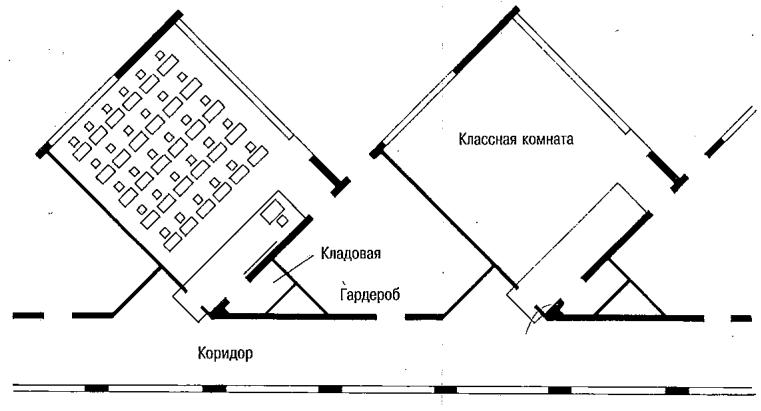 Классная комната
Кладовая
Гардероб
Коридор